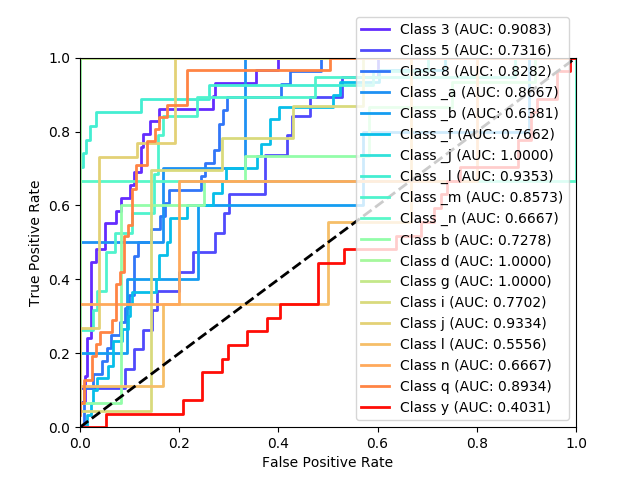 Class 3 (AUC: 0.9083)
Class 5 (AUC: 0.7316)
Class 8 (AUC: 0.8282)
Class _a (AUC: 0.8667)
Class _b (AUC: 0.6381)
Class _f (AUC: 0.7662)
Class _j (AUC: 1.0000)
Class _l (AUC: 0.9353)
Class _m (AUC: 0.8573)
Class _n (AUC: 0.6667)
Class b (AUC: 0.7278)
Class d (AUC: 1.0000)
Class g (AUC: 1.0000)
Class i (AUC: 0.7702)
Class j (AUC: 0.9334)
Class l (AUC: 0.5556)
Class n (AUC: 0.6667)
Class q (AUC: 0.8934)
Class y (AUC: 0.4031)
1.0
0.8
0.6
0.4
0.2
0.0
True Positive Rate
0.0 0.2 0.4 0.6 0.8 1.0
False Positive Rate